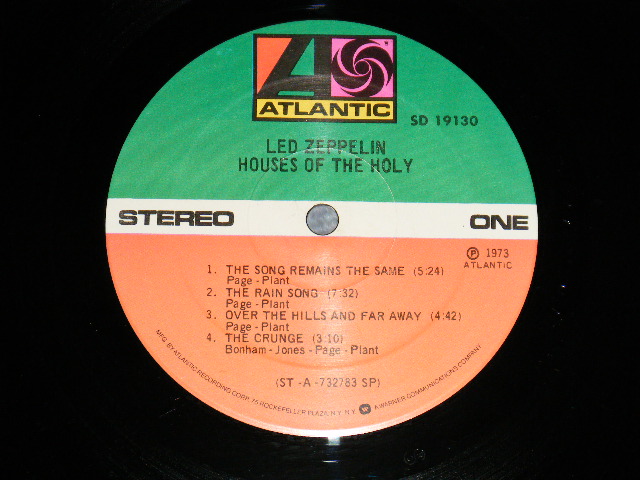 ATLANTIC
SD 19130
LED ZEPPELIN
HOUSES OF THE HOLY
STEREO
ONE
Ⓟ 1973
ATLANTIC
1. THE SONG REMAINS THE SAME (5:24)
Page - Plant
2. THE RAIN SONG (7:32)
Page - Plant
3. OVER THE HILLS AND FAR AWAY (4:42)
Page - Plant
4. THE CRUNGE (3:10)
Bonham - Jones - Page - Plant
(ST -A -732783 SP)
MFG. BY ATLANTIC RECORDING CORP., 75 ROCKEFELLER PLAZA, N.Y. N.Y. A WARNER COMMUNICATIONS COMPANY